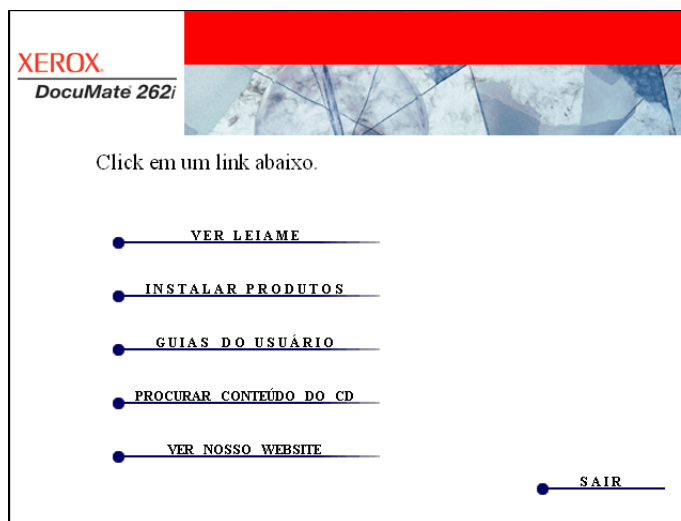 XEROX.
DocuMate 262i
Click em um link abaixo.
VER LEIAME
INSTALAR PRODUTOS
GUIAS DO USUÁRIO
PROCURAR CONTEÚDO DO CD
VER NOSSO WEBSITE
SAIR